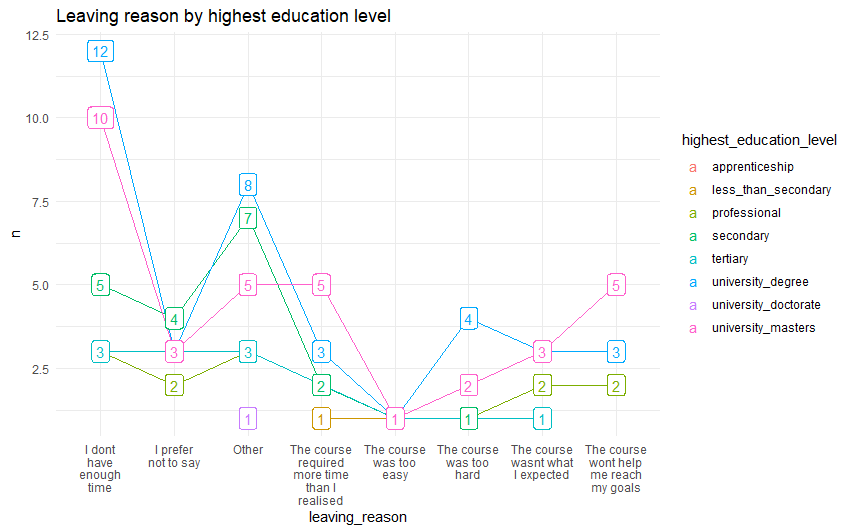 Leaving reason by highest education level
12.5
10.0
7.5
5.0
2.5
n
12
10
5
3
4
3
2
8
7
5
3
1
5
3
2
1
1
4
2
1
3
2
1
5
3
2
I dont
have
enough
time
I prefer
not to say
Other
The course
required
more time
than I
realised
The course
was too
easy
The course
was too
hard
The course
wasnt what
I expected
The course
wont help
me reach
my goals
leaving_reason
highest_education_level
a apprenticeship
a less_than_secondary
a professional
a secondary
a tertiary
a university_degree
a university_doctorate
a university_masters